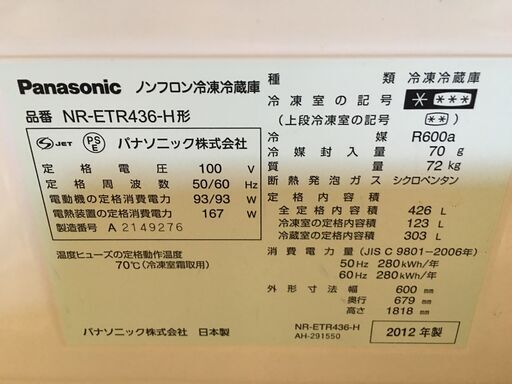 Panasonic ノンフロン冷凍冷蔵庫
品番 NR-ETR436-H形
S JET PSE パナソニック株式会社
定格電圧 100 V
定格周波数 50/60 Hz
電動機の定格消費電力 93/93 W
電熱装置の定格消費電力 167 W
製造番号 A 2149276
温度ヒューズの定格動作温度
70℃(冷凍室霜取用)
パナソニック株式会社 日本製
種類 冷凍冷蔵庫
冷凍室の記号 * ***
(上段冷凍室の記号 **)
冷媒 R600a
冷媒封入量 70 g
質量 72 kg
断熱発泡ガス シクロペンタン
定格内容積
全定格内容積 426 L
冷凍室の定格内容積 123 L
冷蔵室の定格内容積 303 L
消費電力量(JIS C 9801-2006年)
50 Hz 280 kWh/年
60 Hz 280 kWh/年
外形寸法 幅 600 mm
奥行 679 mm
高さ 1818 mm
NR-ETR436-H
AH-291550
2012年製